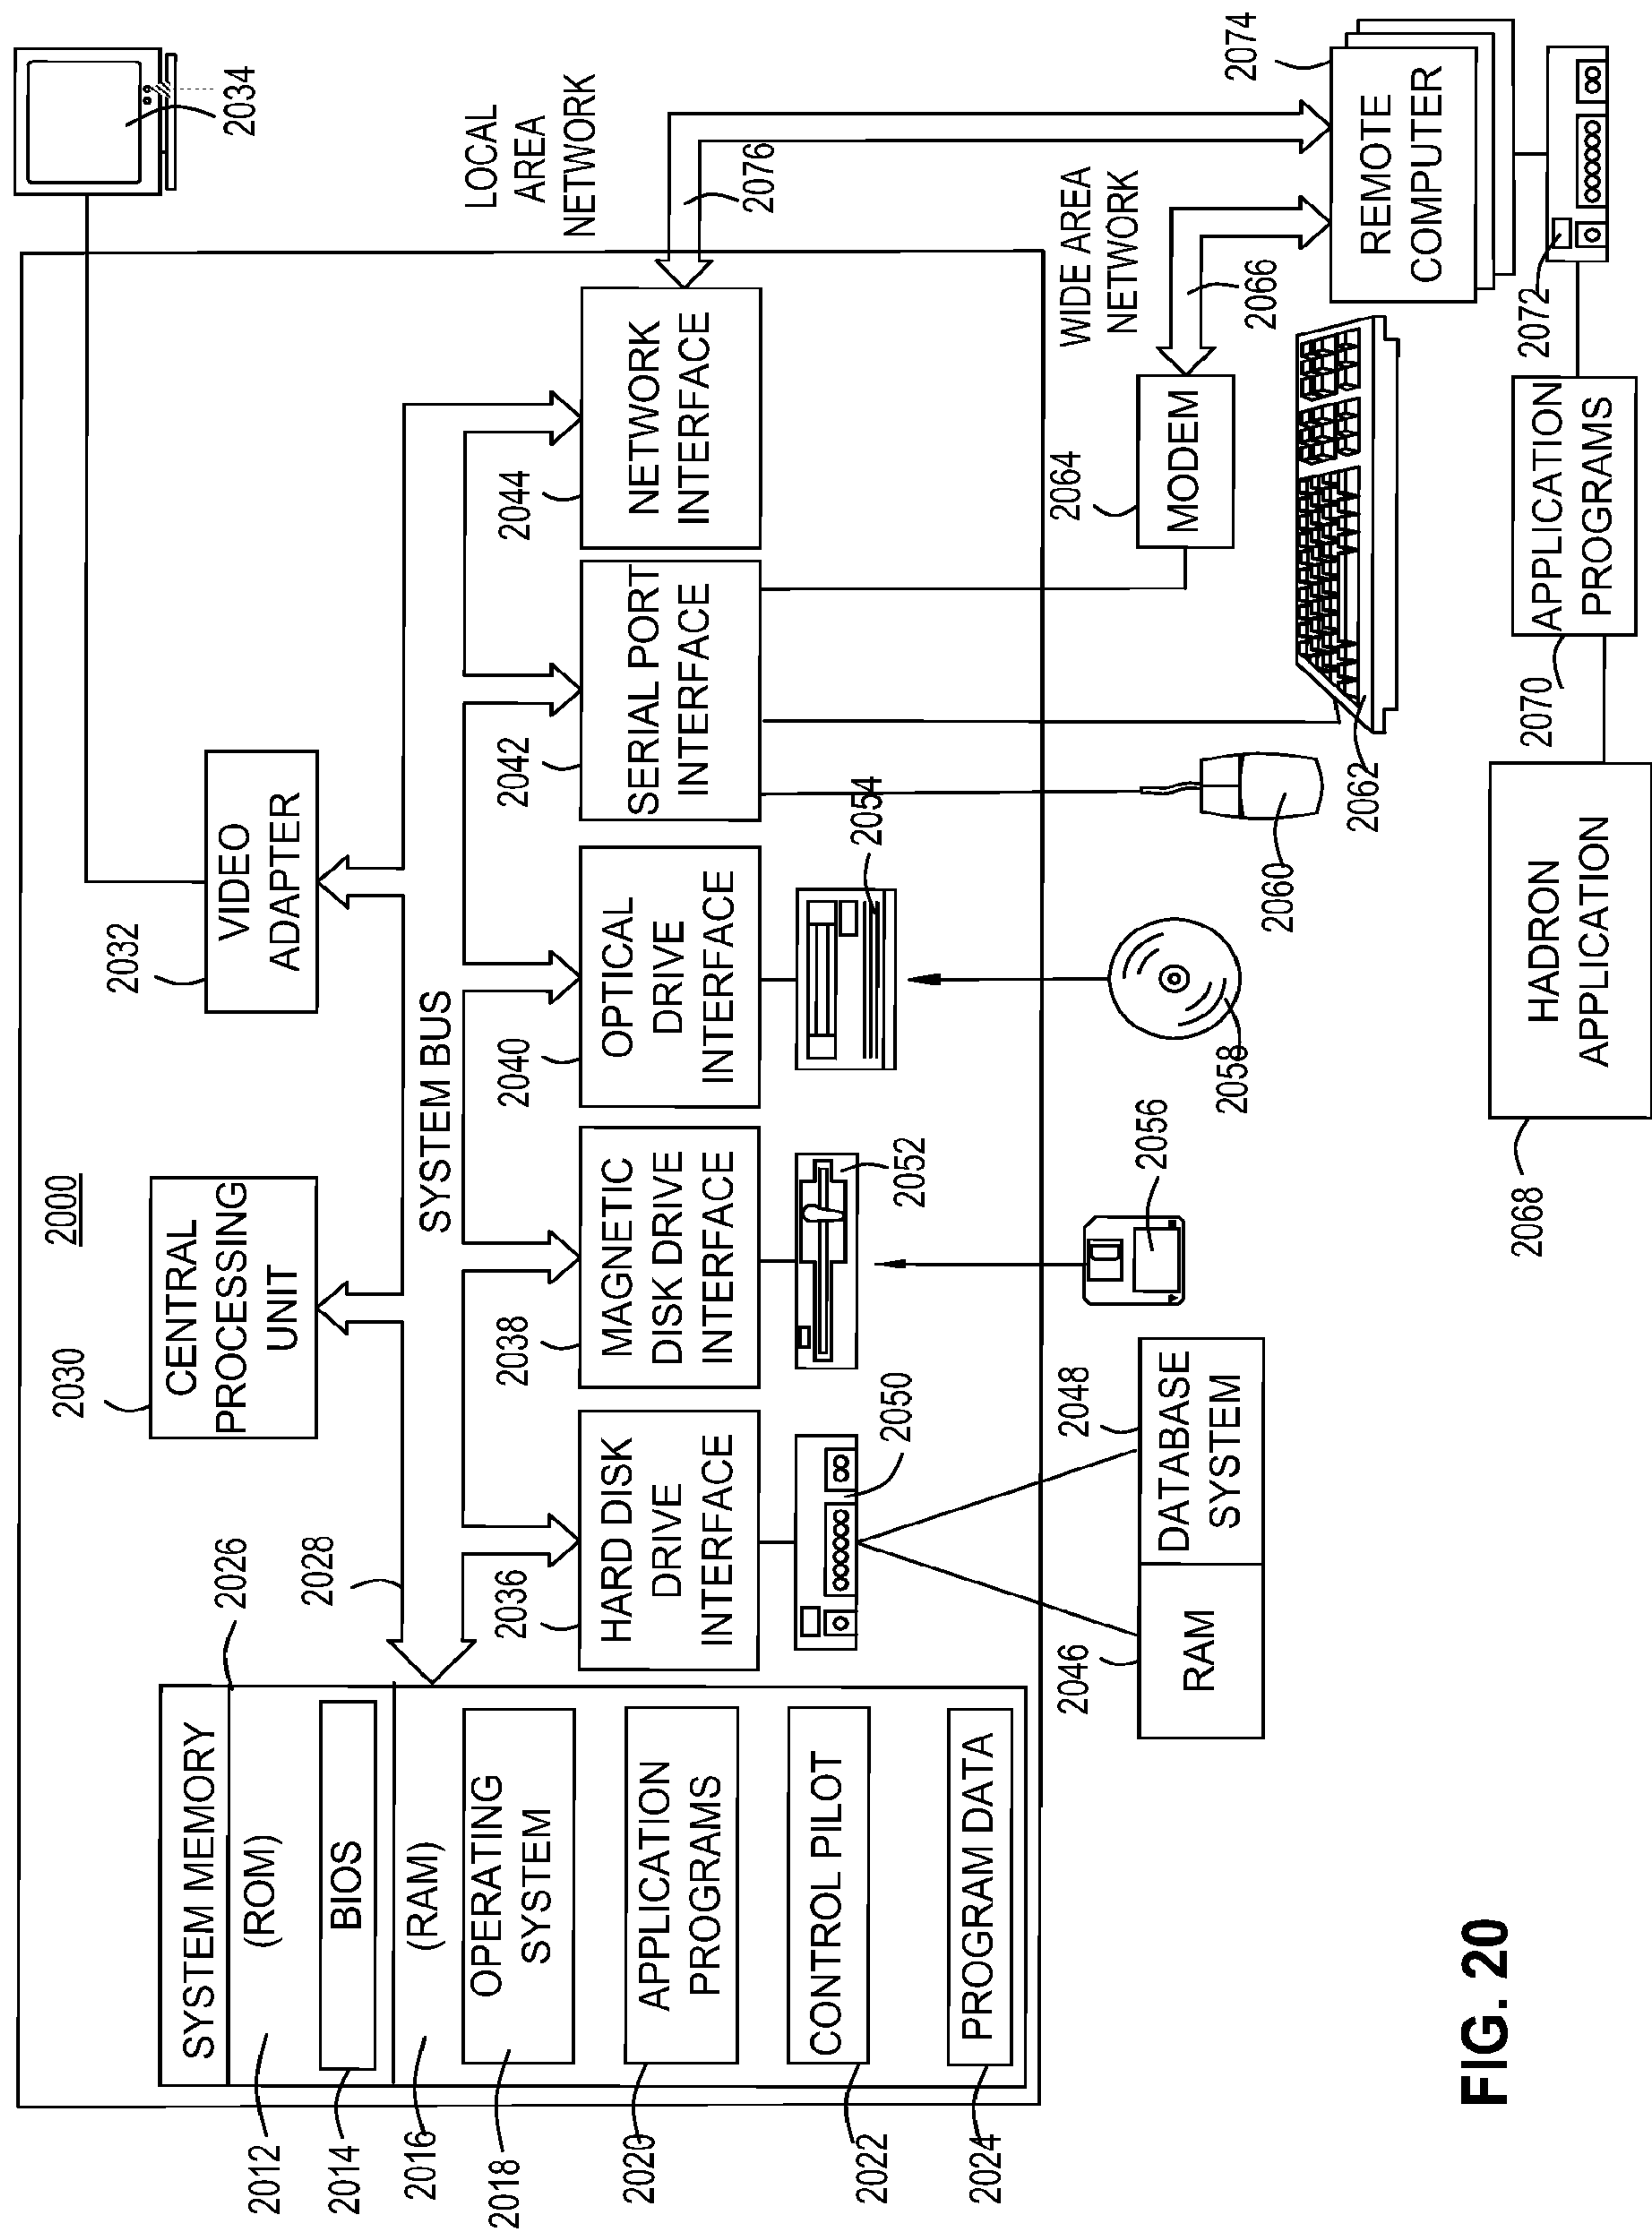 2000
2030
CENTRAL
PROCESSING
UNIT
2032
VIDEO
ADAPTER
2034
SYSTEM MEMORY
2026
2012
(ROM)
2014
BIOS
2016
(RAM)
2018
OPERATING
SYSTEM
2020
APPLICATION
PROGRAMS
2022
CONTROL PILOT
2024
PROGRAM DATA
2028
SYSTEM BUS
2036
HARD DISK
DRIVE
INTERFACE
2038
MAGNETIC
DISK DRIVE
INTERFACE
2040
OPTICAL
DRIVE
INTERFACE
2042
SERIAL PORT
INTERFACE
2044
NETWORK
INTERFACE
LOCAL
AREA
NETWORK
2076
2050
2052
2054
2046
RAM
2048
DATABASE
SYSTEM
2056
2058
2060
2062
2064
MODEM
WIDE AREA
NETWORK
2066
2074
REMOTE
COMPUTER
2072
2068
HADRON
APPLICATION
2070
APPLICATION
PROGRAMS
FIG. 20